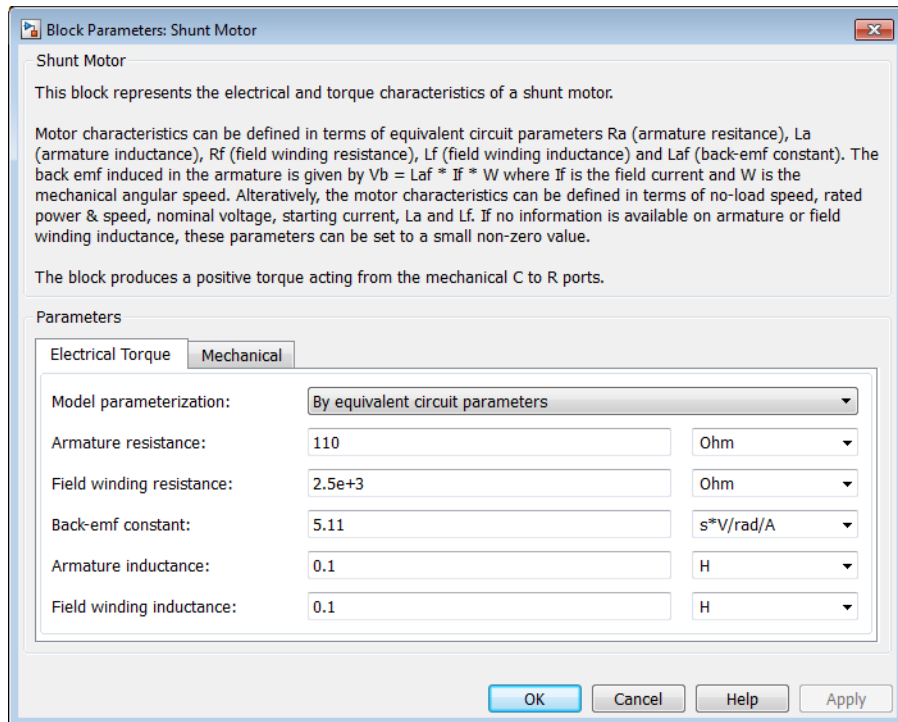 Block Parameters: Shunt Motor
Shunt Motor
This block represents the electrical and torque characteristics of a shunt motor.
Motor characteristics can be defined in terms of equivalent circuit parameters Ra (armature resitance), La
(armature inductance), Rf (field winding resistance), Lf (field winding inductance) and Laf (back-emf constant). The
back emf induced in the armature is given by Vb = Laf * If * W where If is the field current and W is the
mechanical angular speed. Alteratively, the motor characteristics can be defined in terms of no-load speed, rated
power & speed, nominal voltage, starting current, La and Lf. If no information is available on armature or field
winding inductance, these parameters can be set to a small non-zero value.
The block produces a positive torque acting from the mechanical C to R ports.
Parameters
Electrical Torque Mechanical
Model parameterization: By equivalent circuit parameters
Armature resistance: 110 Ohm
Field winding resistance: 2.5e+3 Ohm
Back-emf constant: 5.11 s*V/rad/A
Armature inductance: 0.1 H
Field winding inductance: 0.1 H
OK Cancel Help Apply